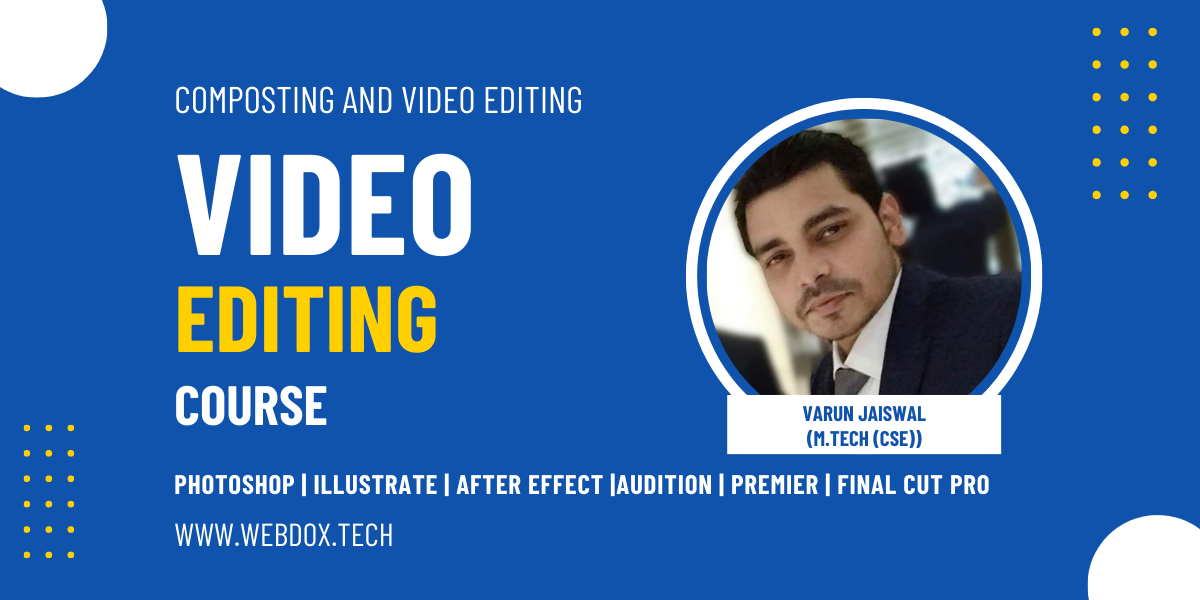 COMPOSTING AND VIDEO EDITING
VIDEO
EDITING
COURSE
VARUN JAISWAL
(M.TECH (CSE))
PHOTOSHOP | ILLUSTRATE | AFTER EFFECT |AUDITION | PREMIER | FINAL CUT PRO
WWW.WEBDOX.TECH